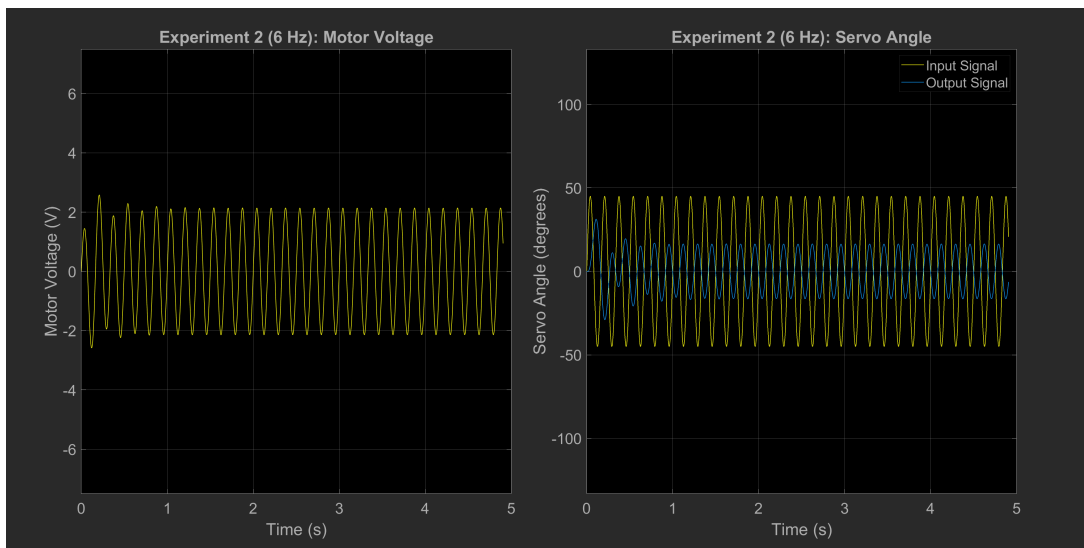 Experiment 2 (6 Hz): Motor Voltage
6
4
2
0
-2
-4
-6
Motor Voltage (V)
0 1 2 3 4 5
Time (s)
Experiment 2 (6 Hz): Servo Angle
Input Signal
Output Signal
100
50
0
-50
-100
Servo Angle (degrees)
0 1 2 3 4 5
Time (s)